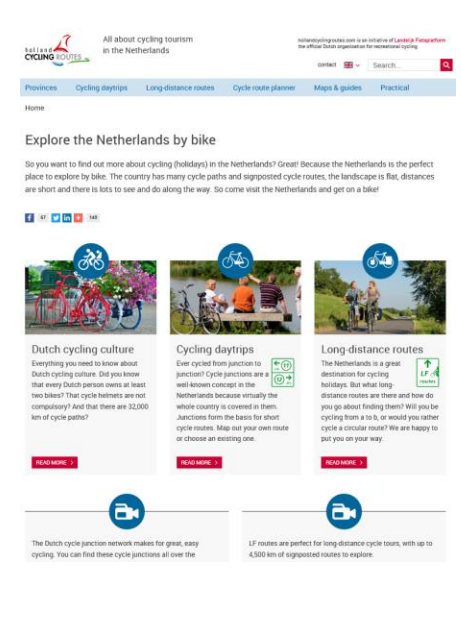 holland
CYCLING ROUTES
All about cycling tourism
in the Netherlands
hollandcyclingroutes.com is an initiative of Landelijk Fietsplatform
the official Dutch organisation for recreational cycling
contact
Search...
Provinces Cycling daytrips Long-distance routes Cycle route planner Maps & guides Practical
Home
Explore the Netherlands by bike
So you want to find out more about cycling (holidays) in the Netherlands? Great! Because the Netherlands is the perfect
place to explore by bike. The country has many cycle paths and signposted cycle routes, the landscape is flat, distances
are short and there is lots to see and do along the way. So come visit the Netherlands and get on a bike!
67
Dutch cycling culture
Everything you need to know about
Dutch cycling culture. Did you know
that every Dutch person owns at least
two bikes? That cycle helmets are not
compulsory? And that there are 32,000
km of cycle paths?
READ MORE >
Cycling daytrips
Ever cycled from junction to
junction? Cycle junctions are a
well-known concept in the
Netherlands because virtually the
whole country is covered in them.
Junctions form the basis for short
cycle routes. Map out your own route
or choose an existing one.
READ MORE >
Long-distance routes
The Netherlands is a great
destination for cycling
holidays. But what long-
distance routes are there and how do
you go about finding them? Will you be
cycling from a to b, or would you rather
cycle a circular route? We are happy to
put you on your way.
LF
routes
READ MORE >
The Dutch cycle junction network makes for great, easy
cycling. You can find these cycle junctions all over the
LF routes are perfect for long-distance cycle tours, with up to
4,500 km of signposted routes to explore.